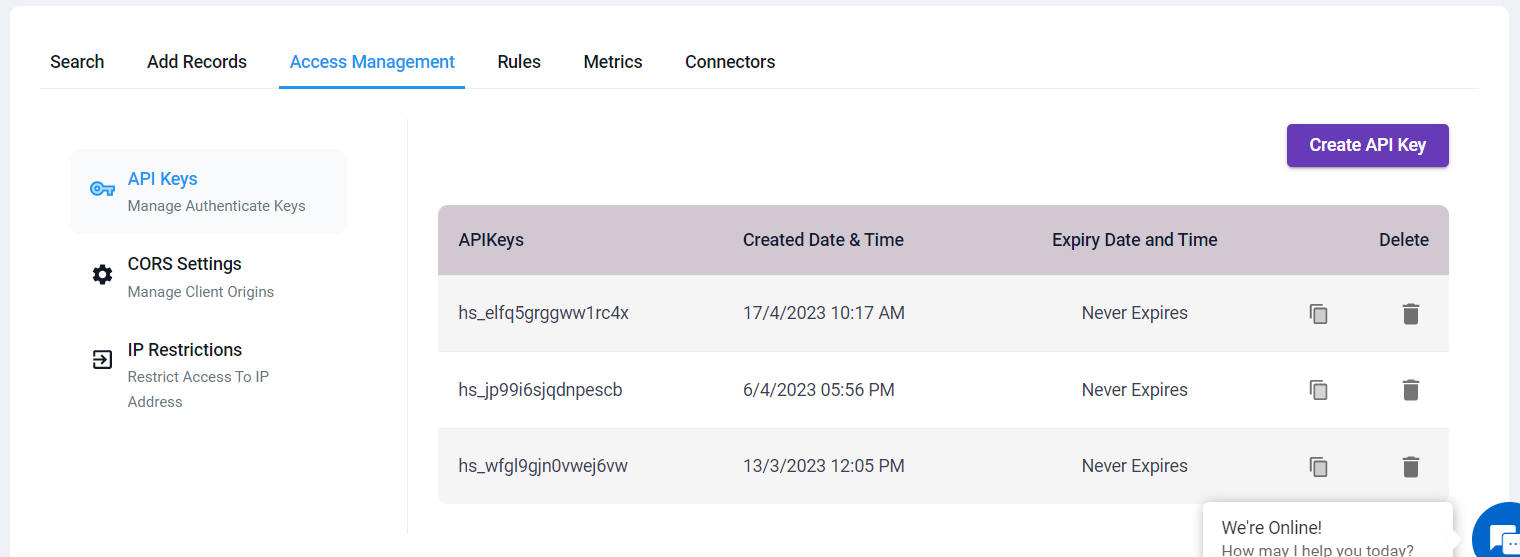 Search Add Records Access Management Rules Metrics Connectors
Create API Key
API Keys
Manage Authenticate Keys
CORS Settings
Manage Client Origins
IP Restrictions
Restrict Access To IP
Address
APIKeys Created Date & Time Expiry Date and Time Delete
hs_elfq5grggww1rc4x 17/4/2023 10:17 AM Never Expires
hs_jp99i6sjqdnpescb 6/4/2023 05:56 PM Never Expires
hs_wfgl9gjn0vwej6vw 13/3/2023 12:05 PM Never Expires
We're Online!
How may I help you today?